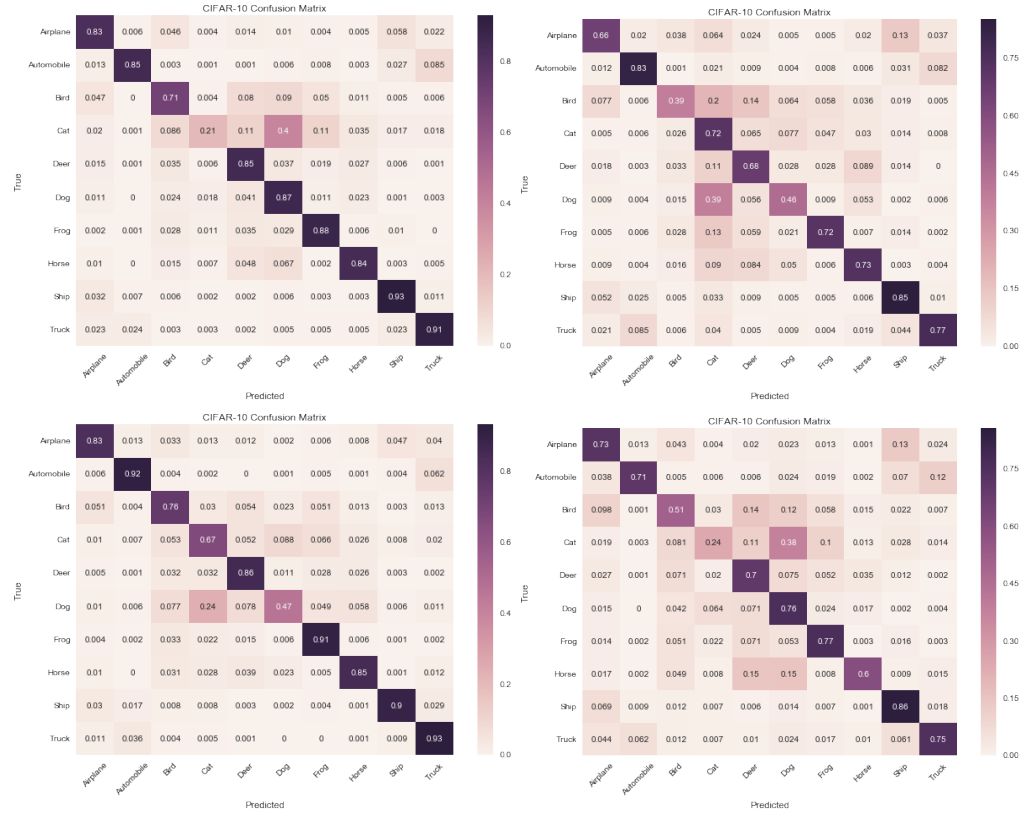 CIFAR-10 Confusion Matrix
Airplane 0.83 0.006 0.046 0.004 0.014 0.01 0.004 0.005 0.058 0.022
Automobile 0.013 0.85 0.003 0.001 0.001 0.006 0.008 0.003 0.027 0.085
0.8
Bird 0.047 0 0.71 0.004 0.08 0.09 0.05 0.011 0.005 0.006
Cat 0.02 0.001 0.086 0.21 0.11 0.4 0.11 0.035 0.017 0.018
0.6
Deer 0.015 0.001 0.035 0.006 0.85 0.037 0.019 0.027 0.006 0.001
True
Dog 0.011 0 0.024 0.018 0.041 0.87 0.011 0.023 0.001 0.003
0.4
Frog 0.002 0.001 0.028 0.011 0.035 0.029 0.88 0.006 0.01 0
Horse 0.01 0 0.015 0.007 0.048 0.067 0.002 0.84 0.003 0.005
0.2
Ship 0.032 0.007 0.006 0.002 0.002 0.006 0.003 0.003 0.93 0.011
Truck 0.023 0.024 0.003 0.003 0.002 0.005 0.005 0.005 0.023 0.91
0.0
Airplane Automobile Bird Cat Deer Dog Frog Horse Ship Truck
Predicted
CIFAR-10 Confusion Matrix
Airplane 0.66 0.02 0.038 0.064 0.024 0.005 0.005 0.02 0.13 0.037
0.75
Automobile 0.012 0.83 0.001 0.021 0.009 0.004 0.008 0.006 0.031 0.082
Bird 0.077 0.006 0.39 0.2 0.14 0.064 0.058 0.036 0.019 0.005
0.60
Cat 0.005 0.006 0.026 0.72 0.065 0.077 0.047 0.03 0.014 0.008
Deer 0.018 0.003 0.033 0.11 0.68 0.028 0.028 0.089 0.014 0
0.45
True
Dog 0.009 0.004 0.015 0.39 0.056 0.46 0.009 0.053 0.002 0.006
0.30
Frog 0.005 0.006 0.028 0.13 0.059 0.021 0.72 0.007 0.014 0.002
Horse 0.009 0.004 0.016 0.09 0.084 0.05 0.006 0.73 0.003 0.004
0.15
Ship 0.052 0.025 0.005 0.033 0.009 0.005 0.005 0.006 0.85 0.01
Truck 0.021 0.085 0.006 0.04 0.005 0.009 0.004 0.019 0.044 0.77
0.00
Airplane Automobile Bird Cat Deer Dog Frog Horse Ship Truck
Predicted
CIFAR-10 Confusion Matrix
Airplane 0.83 0.013 0.033 0.013 0.012 0.002 0.006 0.008 0.047 0.04
Automobile 0.006 0.92 0.004 0.002 0 0.001 0.005 0.001 0.004 0.062
0.8
Bird 0.051 0.004 0.76 0.03 0.054 0.023 0.051 0.013 0.003 0.013
Cat 0.01 0.007 0.053 0.67 0.052 0.088 0.066 0.026 0.008 0.02
0.6
Deer 0.005 0.001 0.032 0.032 0.86 0.011 0.028 0.026 0.003 0.002
True
Dog 0.01 0.006 0.077 0.24 0.078 0.47 0.049 0.058 0.006 0.011
0.4
Frog 0.004 0.002 0.033 0.022 0.015 0.006 0.91 0.006 0.001 0.002
Horse 0.01 0 0.031 0.028 0.039 0.023 0.005 0.85 0.001 0.012
0.2
Ship 0.03 0.017 0.008 0.008 0.003 0.002 0.004 0.001 0.9 0.029
Truck 0.011 0.036 0.004 0.005 0.001 0 0 0.001 0.009 0.93
0.0
Airplane Automobile Bird Cat Deer Dog Frog Horse Ship Truck
Predicted
CIFAR-10 Confusion Matrix
Airplane 0.73 0.013 0.043 0.004 0.02 0.023 0.013 0.001 0.13 0.024
0.75
Automobile 0.038 0.71 0.005 0.006 0.006 0.024 0.019 0.002 0.07 0.12
Bird 0.098 0.001 0.51 0.03 0.14 0.12 0.058 0.015 0.022 0.007
0.60
Cat 0.019 0.003 0.081 0.24 0.11 0.38 0.1 0.013 0.028 0.014
Deer 0.027 0.001 0.071 0.02 0.7 0.075 0.052 0.035 0.012 0.002
0.45
True
Dog 0.015 0 0.042 0.064 0.071 0.76 0.024 0.017 0.002 0.004
0.30
Frog 0.014 0.002 0.051 0.022 0.071 0.053 0.77 0.003 0.016 0.003
Horse 0.017 0.002 0.049 0.008 0.15 0.15 0.008 0.6 0.009 0.015
0.15
Ship 0.069 0.009 0.012 0.007 0.006 0.014 0.007 0.001 0.86 0.018
Truck 0.044 0.062 0.012 0.007 0.01 0.024 0.017 0.01 0.061 0.75
0.00
Airplane Automobile Bird Cat Deer Dog Frog Horse Ship Truck
Predicted